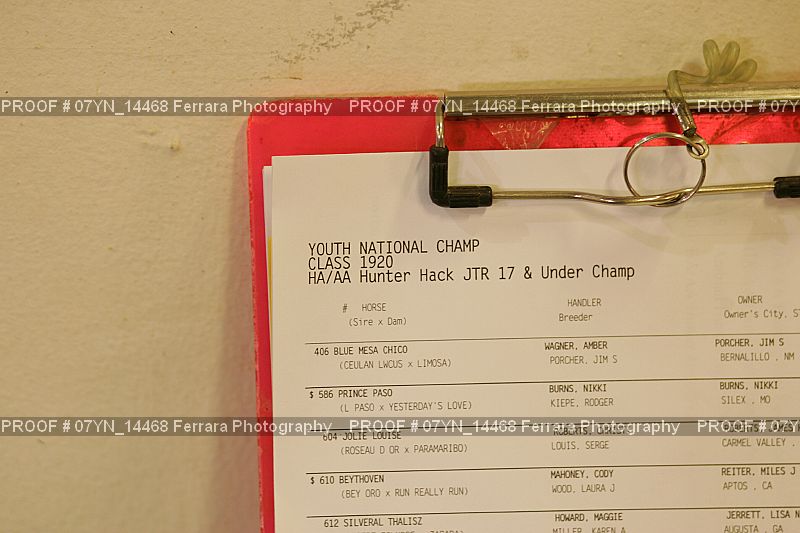 PROOF # 07YN_14468 Ferrara Photography PROOF # 07YN_14468 Ferrara Photography PROOF # 07YN
YOUTH NATIONAL CHAMP
CLASS 1920
HA/AA Hunter Hack JTR 17 & Under Champ
# HORSE HANDLER OWNER
(Sire x Dam) Breeder Owner's City,
406 BLUE MESA CHICO WAGNER, AMBER PORCHER, JIM S
(CEULAN LWCUS x LIMOSA) PORCHER, JIM S BERNALILLO , NM
$ 586 PRINCE PASO BURNS, NIKKI BURNS, NIKKI
(L PASO x YESTERDAY'S LOVE) KIEPE, RODGER SILEX , MO
PROOF # 07YN_14468 Ferrara Photography PROOF # 07YN_14468 Ferrara Photography PROOF # 07YN
604 JOLIE LOUISE
(ROSEAU D OR x PARAMARIBO) LOUIS, SERGE CARMEL VALLEY ,
$ 610 BEYTHOVEN MAHONEY, CODY REITER, MILES J
(BEY ORO x RUN REALLY RUN) WOOD, LAURA J APTOS , CA
612 SILVERAL THALISZ HOWARD, MAGGIE JERRETT, LISA N
MILLER, KAREN A AUGUSTA , GA